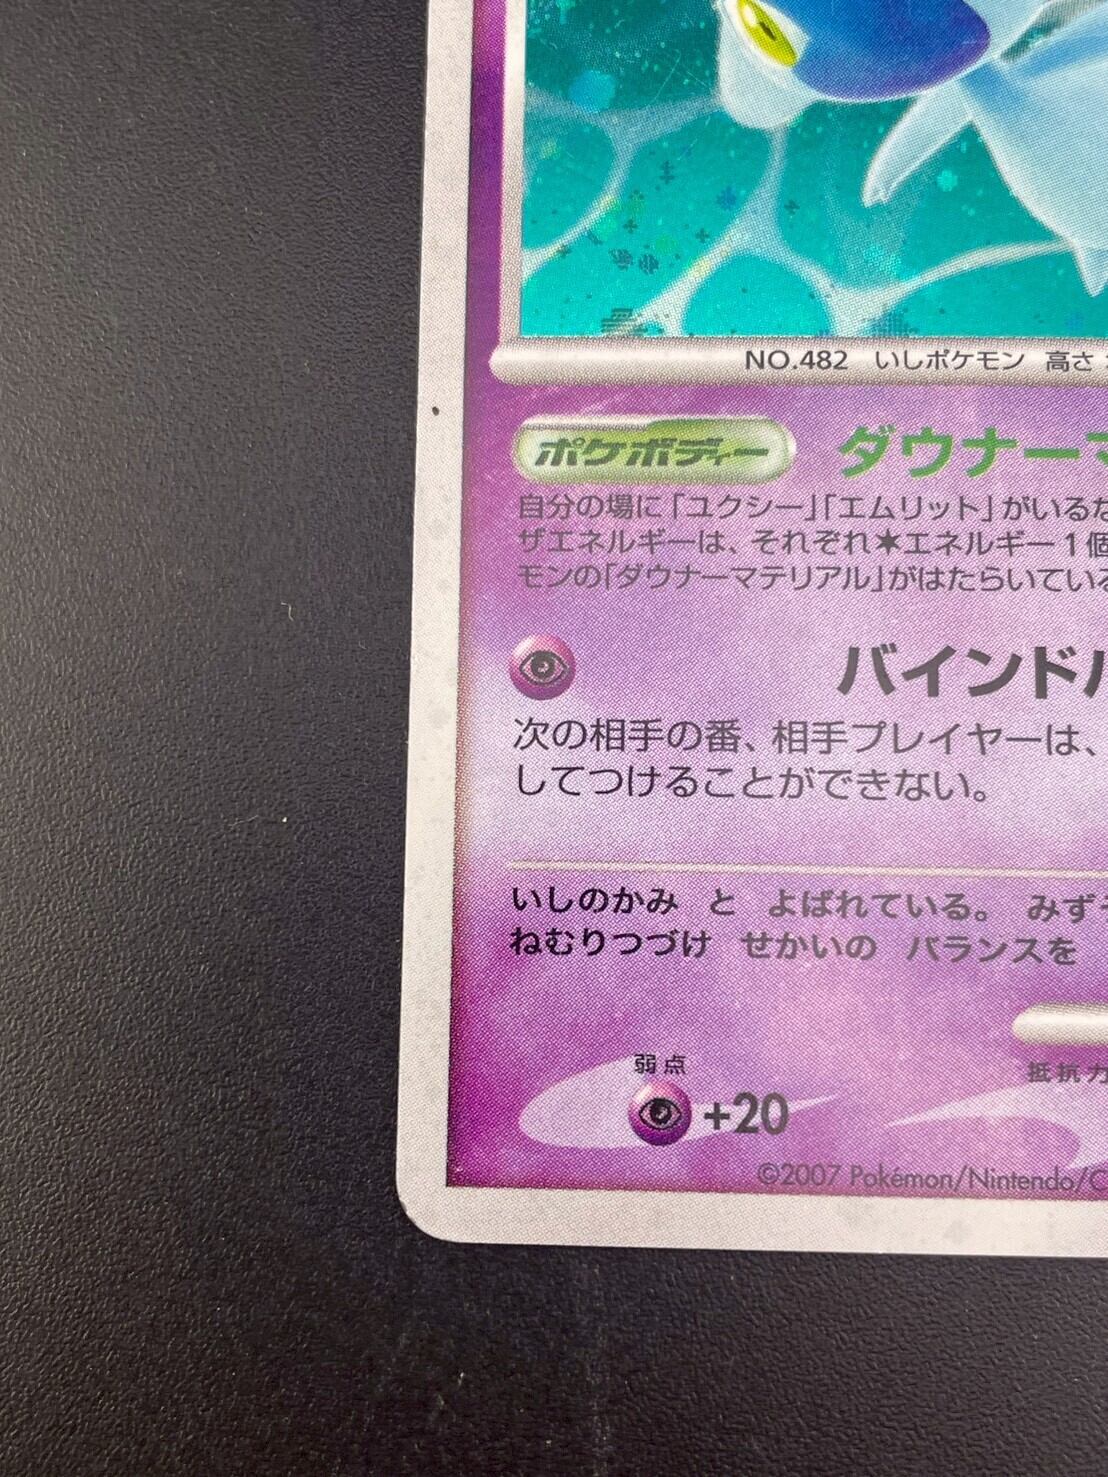 NO.482 いしポケモン 高さ
ポケボディー ダウナーマ
自分の場に「ユクシー」「エムリット」がいるな
ザエネルギーは、それぞれ★エネルギー1個
モンの「ダウナーマテリアル」がはたらいている
バインドパ
次の相手の番、相手プレイヤーは、
してつけることができない。
いしのかみ と よばれている。 みずう
ねむりつづけ せかいの バランスを
弱点
抵抗力
+20
©2007 Pokémon/Nintendo/C